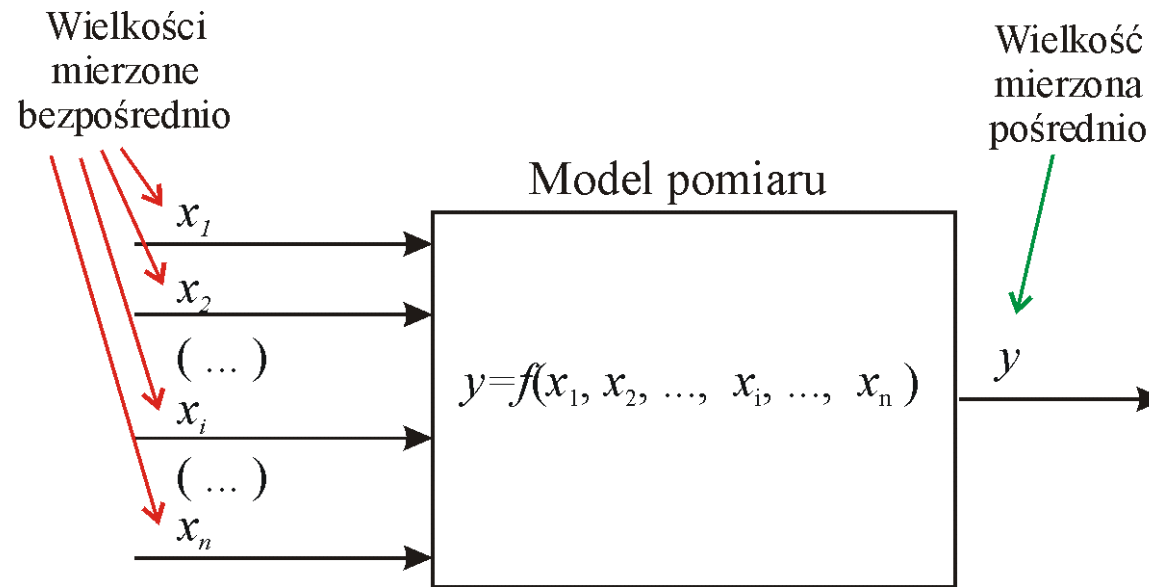 Wielkości
mierzone
bezpośrednio
Wielkość
mierzona
pośrednio
Model pomiaru
x₁
x₂
( ... )
xᵢ
( ... )
xₙ
y=f(x₁, x₂, ..., xᵢ, ..., xₙ )
y